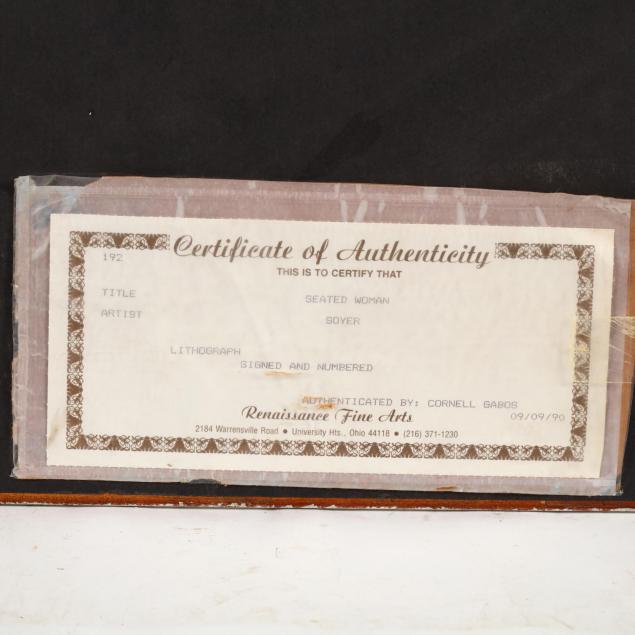 Certificate of Authenticity
192
THIS IS TO CERTIFY THAT
TITLE SEATED WOMAN
ARTIST SOYER
LITHOGRAPH
SIGNED AND NUMBERED
AUTHENTICATED BY: CORNELL GABOS
Renaissance Fine Arts 09/09/90
2184 Warrensville Road ● University Hts., Ohio 44118 ● (216) 371-1230